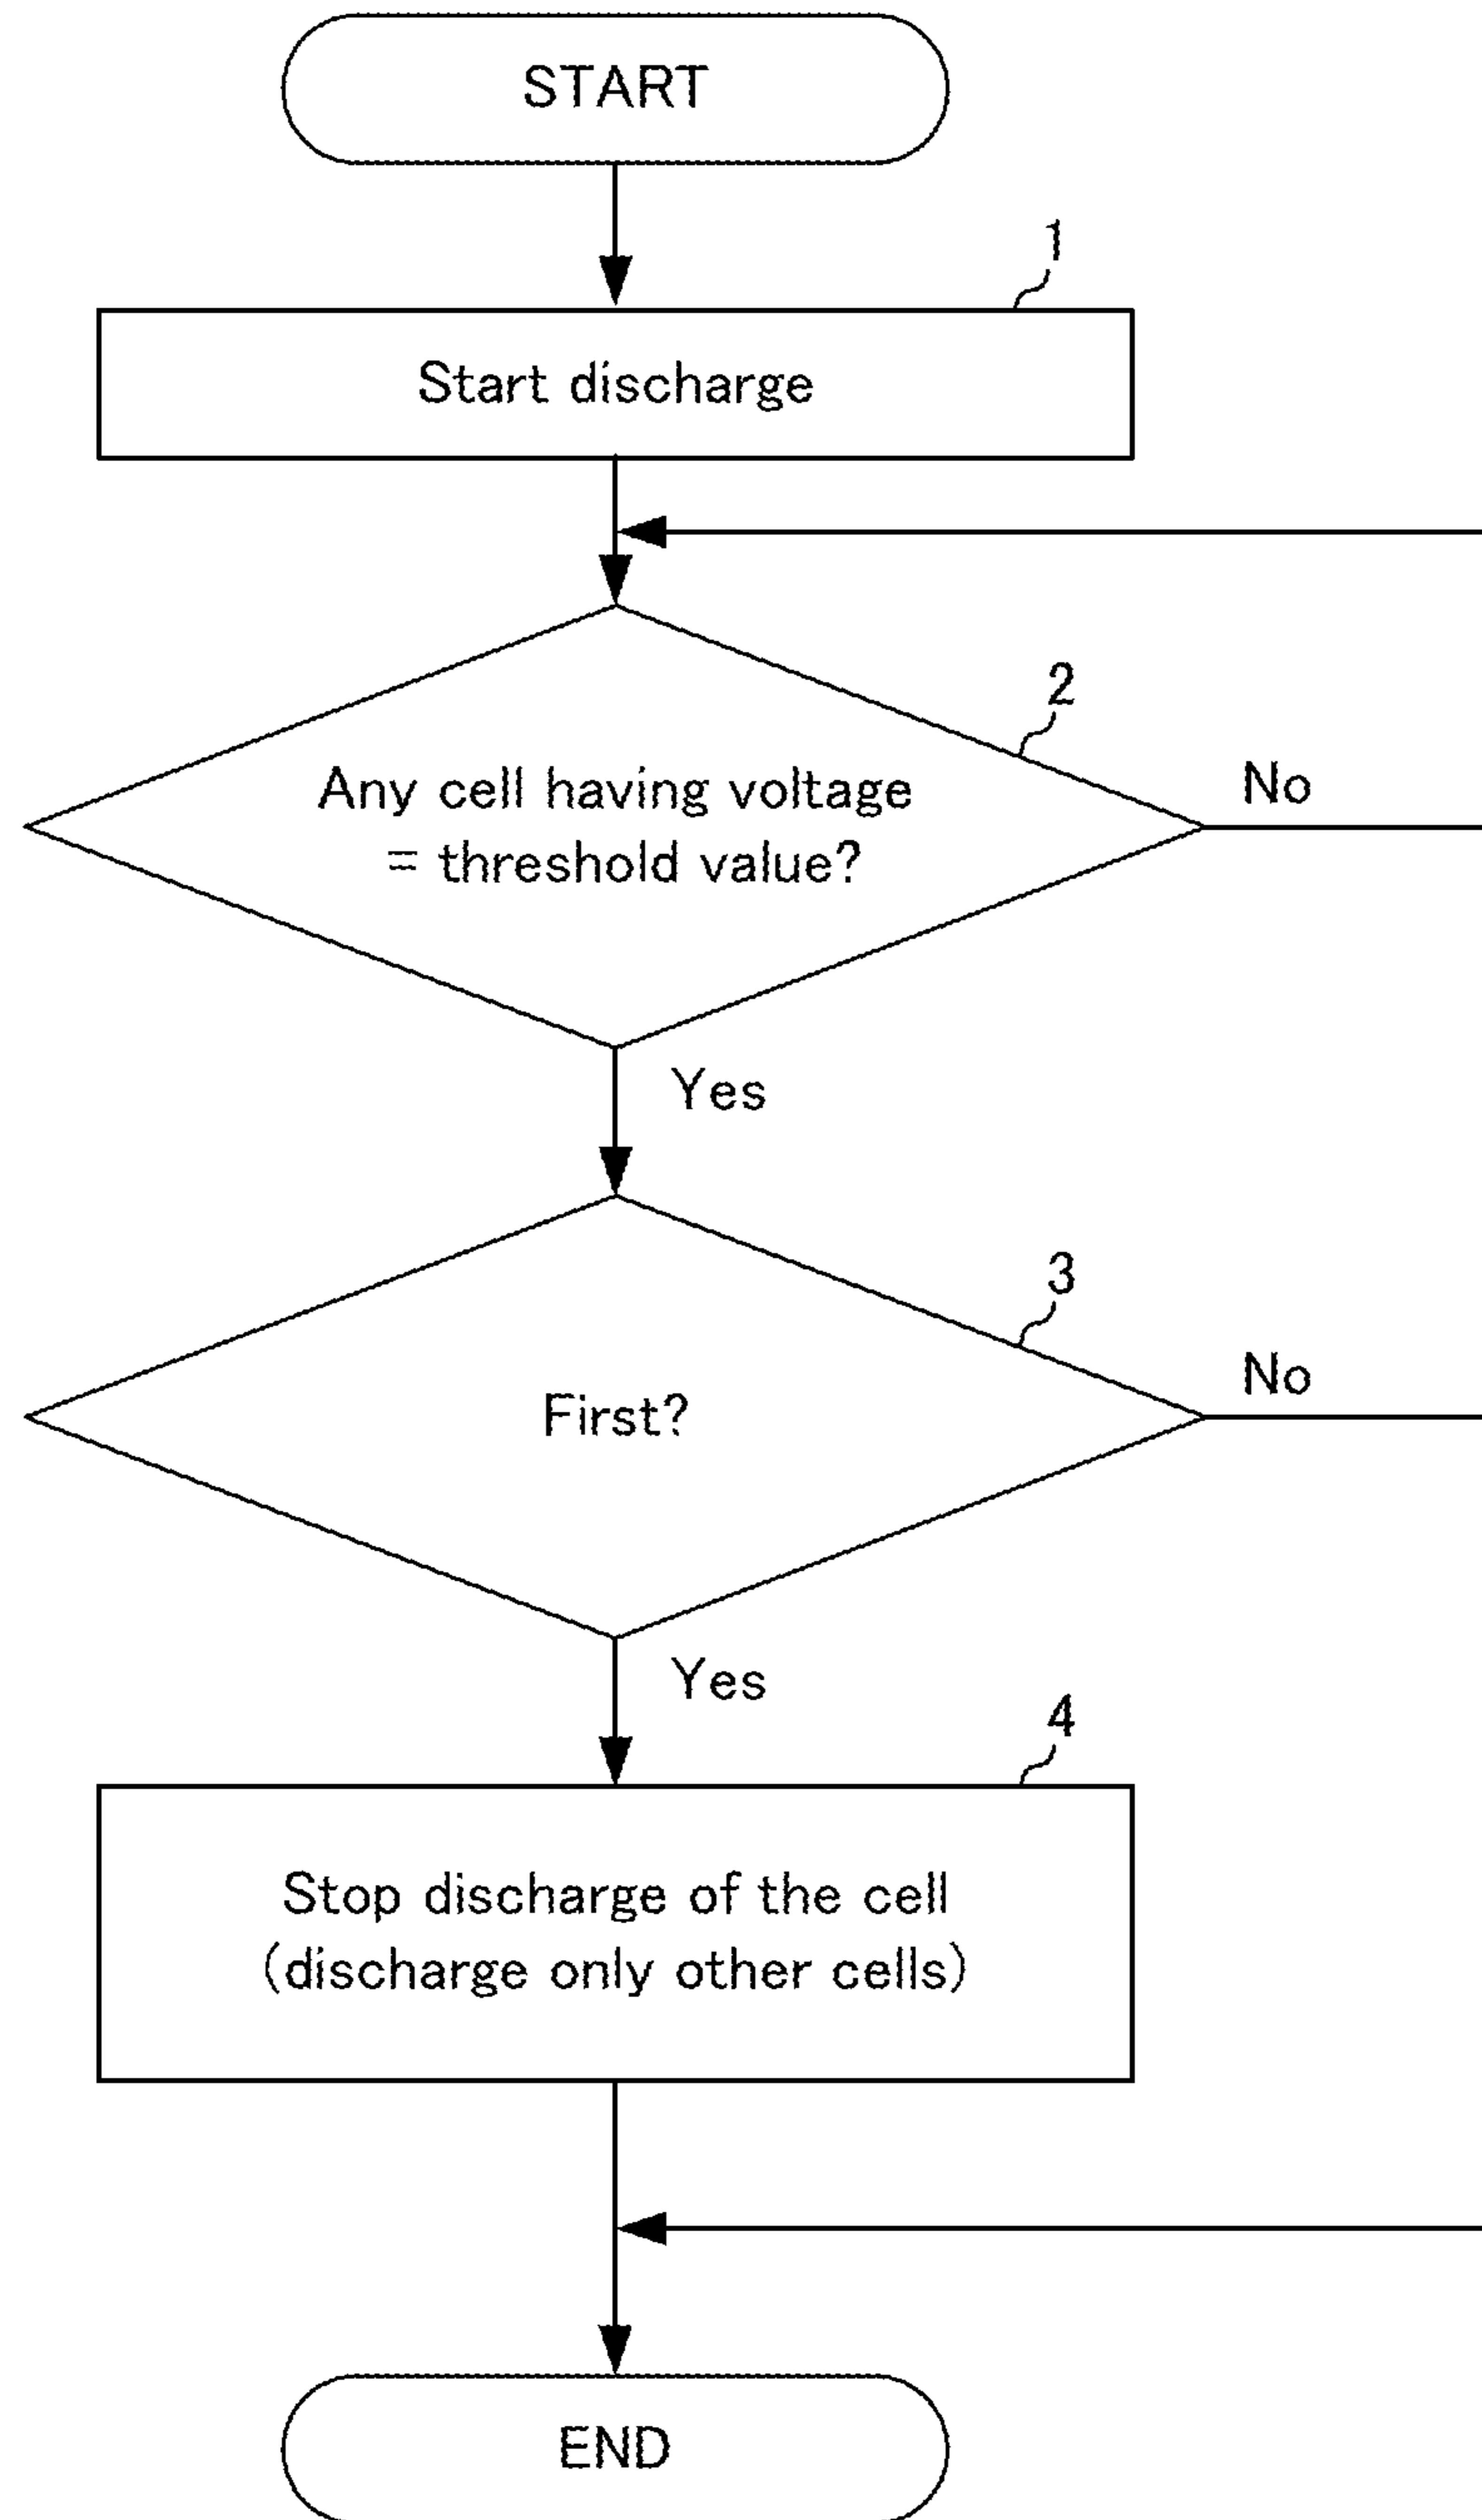 START
1
Start discharge
2
Any cell having voltage
= threshold value?
No
Yes
3
First?
No
Yes
4
Stop discharge of the cell
(discharge only other cells)
END